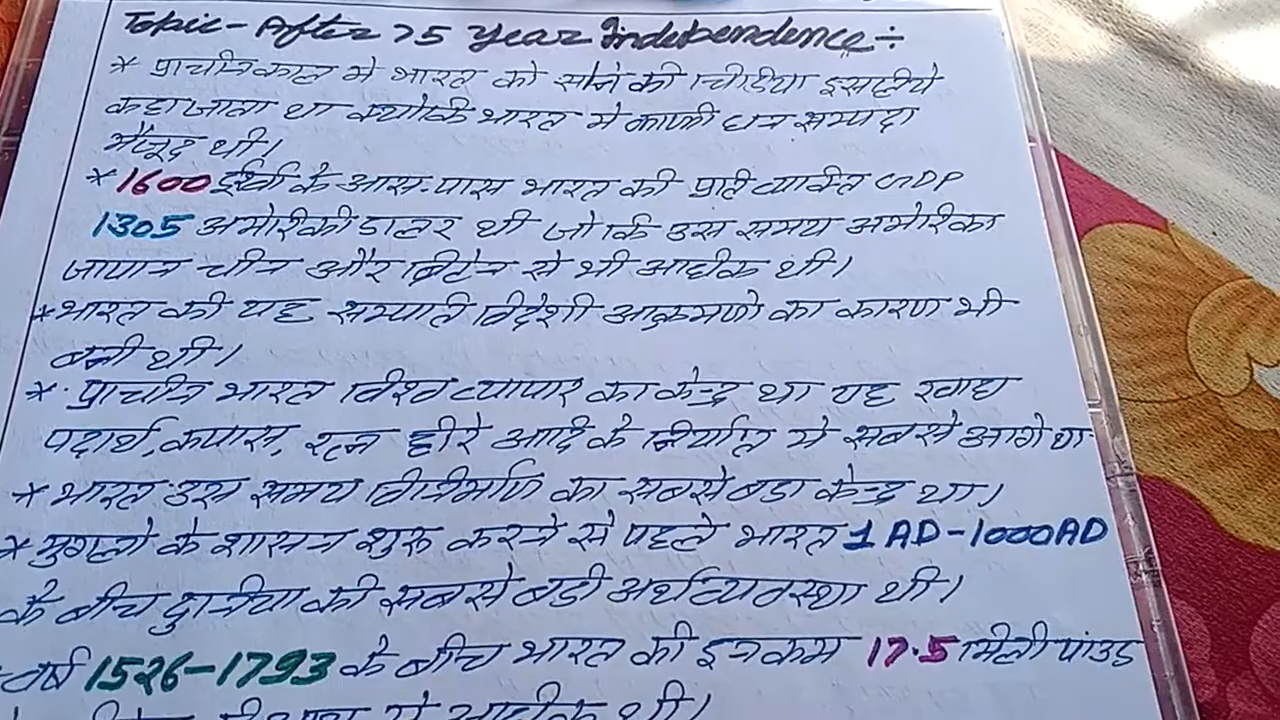 Topic - After 75 Year Independence ÷
* प्राचीनकाल मे भारत को सोने की चिडिया इसलीये
कहा जाता था क्योकि भारत मे काफी धन सम्पदा
मौजूद थी।
* 1600 ईस्वी के आस-पास भारत की प्रति व्यक्ति GDP
1305 अमेरिकी डालर थी जो कि उस समय अमेरिका
जापान चीन और ब्रिटेन से भी अधीक थी।
* भारत की यह सम्पति विदेशी आक्रमणो का कारण भी
बनी थी।
* प्राचीन भारत विश्व व्यापार का केन्द्र था यह खाद्य
पदार्थ, कपास, रत्न हीरे आदि के निर्यात मे सबसे आगे था
* भारत उस समय विनिर्माण का सबसे बडा केन्द्र था।
* मुगलो के शासन शुरू करने से पहले भारत 1 AD-1000AD
के बीच दुनिया की सबसे बडी अर्थव्यवस्था थी।
वर्ष 1526-1793 के बीच भारत की इनकम 17.5 मिली पाउंड
अधीक थी।